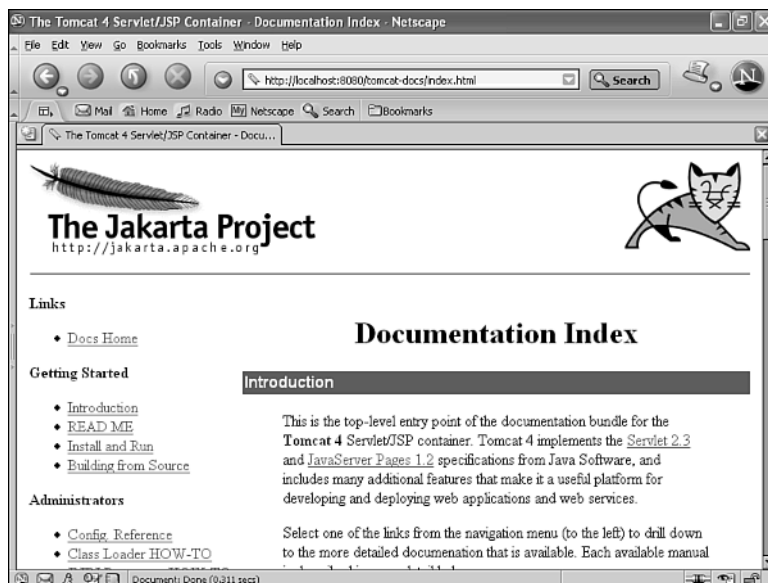 The Tomcat 4 Servlet/JSP Container - Documentation Index - Netscape
File Edit View Go Bookmarks Tools Window Help
http://localhost:8080/tomcat-docs/index.html
Search
Mail Home Radio My Netscape Search Bookmarks
The Tomcat 4 Servlet/JSP Container - Docu...
The Jakarta Project
http://jakarta.apache.org
Links
Docs Home
Getting Started
Introduction
READ ME
Install and Run
Building from Source
Administrators
Config. Reference
Class Loader HOW-TO
Documentation Index
Introduction
This is the top-level entry point of the documentation bundle for the
Tomcat 4 Servlet/JSP container. Tomcat 4 implements the Servlet 2.3
and JavaServer Pages 1.2 specifications from Java Software, and
includes many additional features that make it a useful platform for
developing and deploying web applications and web services.
Select one of the links from the navigation menu (to the left) to drill down
to the more detailed documenation that is available. Each available manual
Document: Done (0.311 secs)